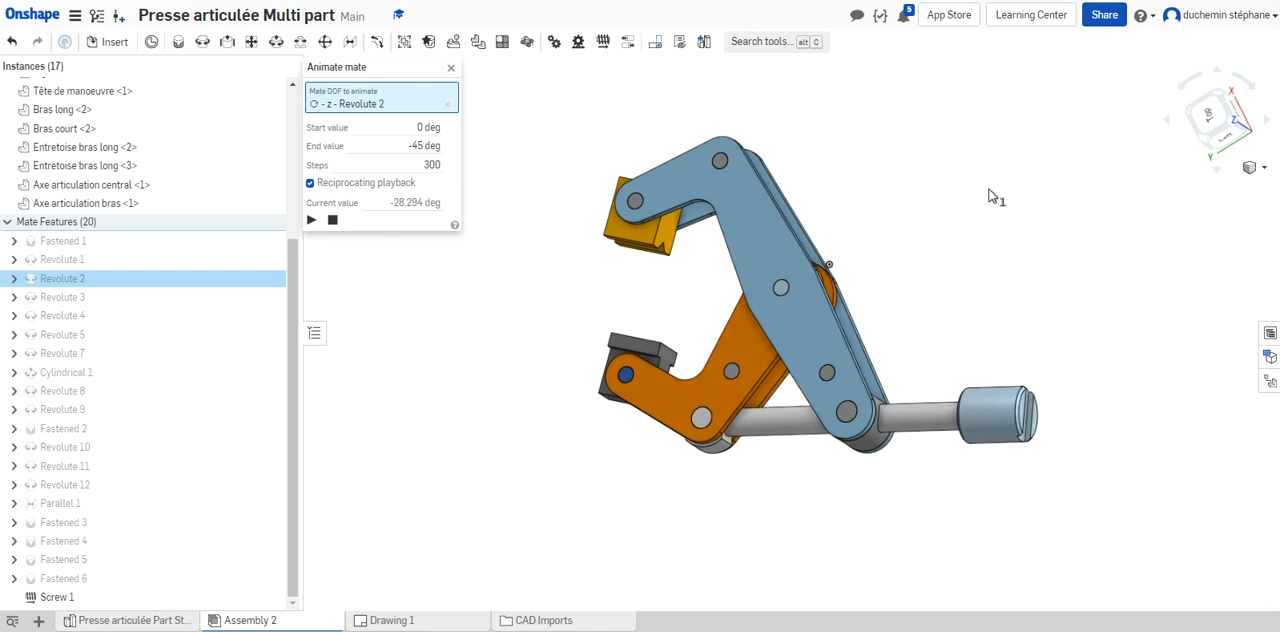 Onshape Presse articulée Multi part Main 5 App Store Learning Center Share duchemin stéphane
Insert Search tools... alt C
Instances (17)
Tête de manoeuvre <1>
Bras long <2>
Bras court <2>
Entretoise bras long <2>
Entretoise bras long <3>
Axe articulation central <1>
Axe articulation bras <1>
Mate Features (20)
Fastened 1
Revolute 1
Revolute 2
Revolute 3
Revolute 4
Revolute 5
Revolute 7
Cylindrical 1
Revolute 8
Revolute 9
Fastened 2
Revolute 10
Revolute 11
Revolute 12
Parallel 1
Fastened 3
Fastened 4
Fastened 5
Fastened 6
Screw 1
Animate mate
Mate DOF to animate
- z - Revolute 2
Start value 0 deg
End value -45 deg
Steps 300
Reciprocating playback
Current value -28.294 deg
1
X
Top
Z
Y
Presse articulée Part St... Assembly 2 Drawing 1 CAD Imports